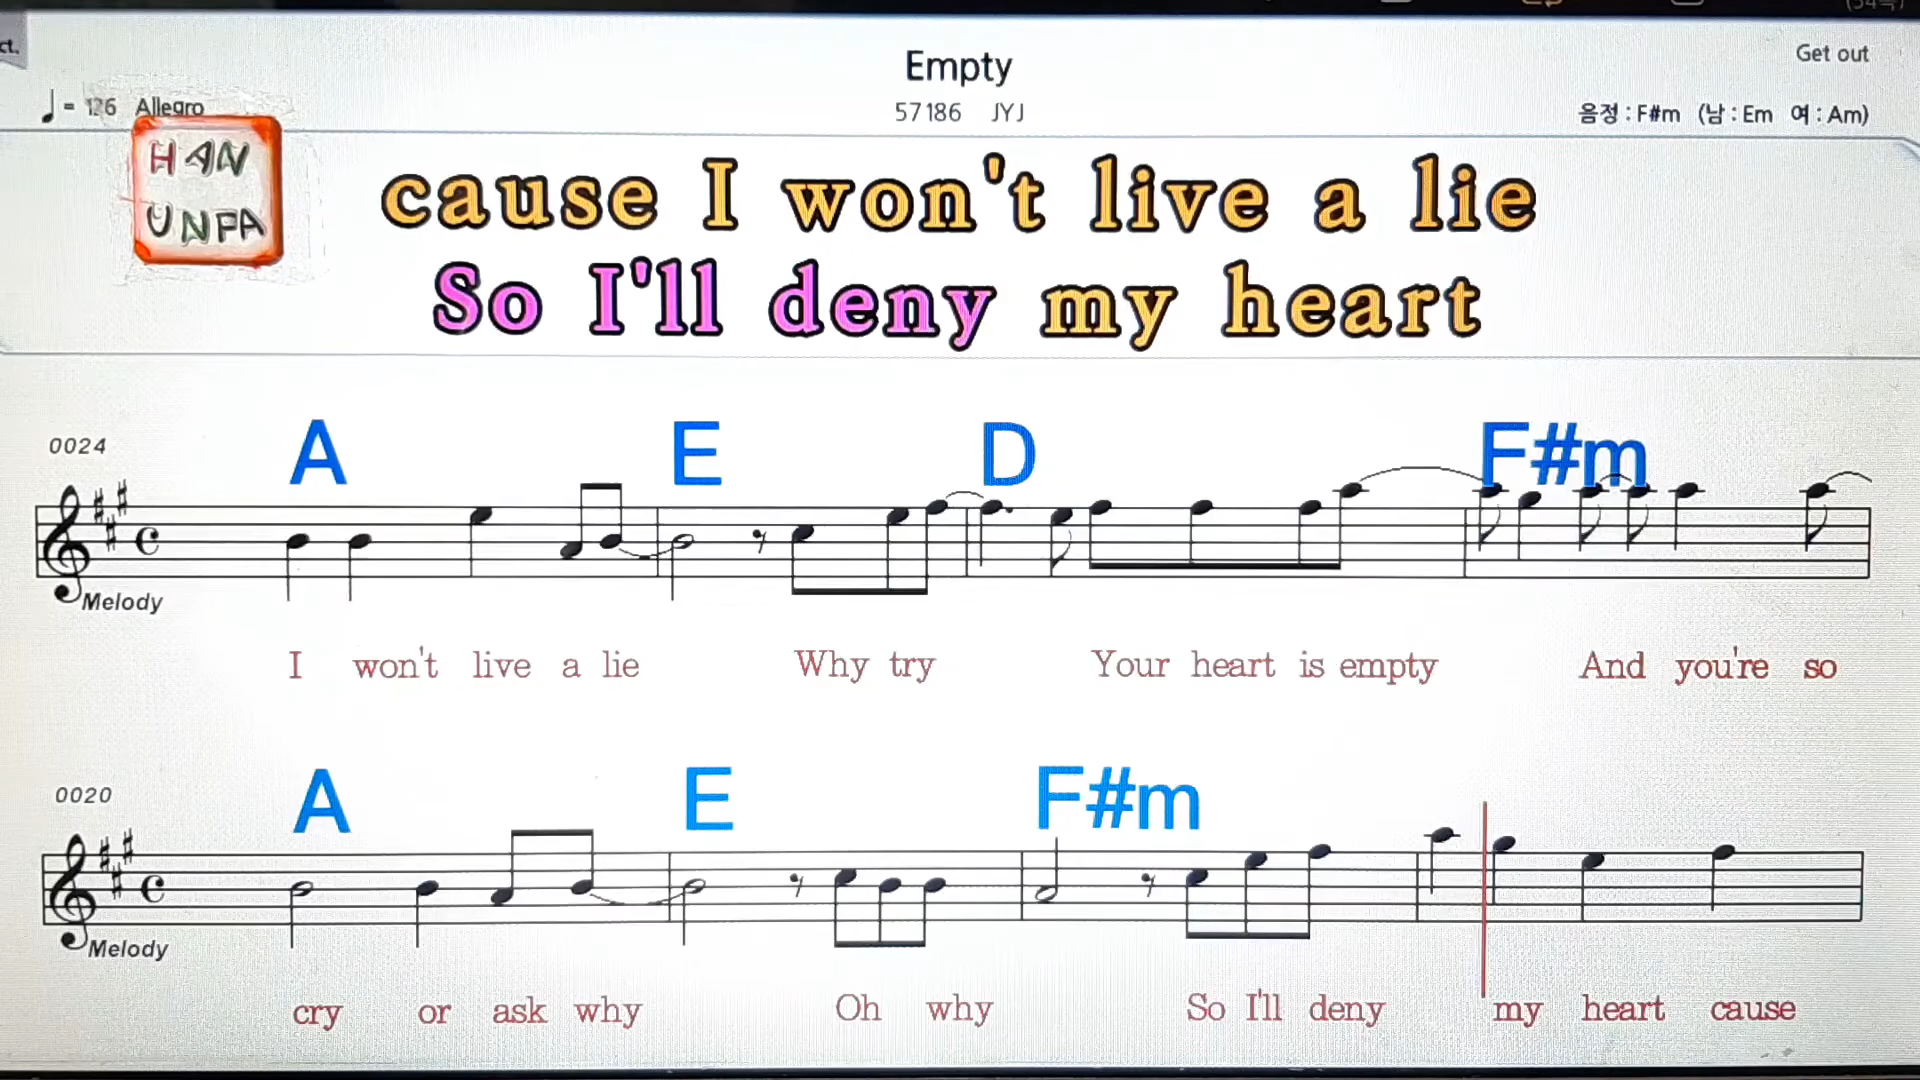 ct.
Empty
Get out
= 126 Allegro
57186 JYJ
음정 : F#m (남 : Em 여 : Am)
HAN
UNPA
cause I won't live a lie
So I'll deny my heart
0024
A E D F#m
Melody
I won't live a lie Why try Your heart is empty And you're so
0020
A E F#m
Melody
cry or ask why Oh why So I'll deny my heart cause